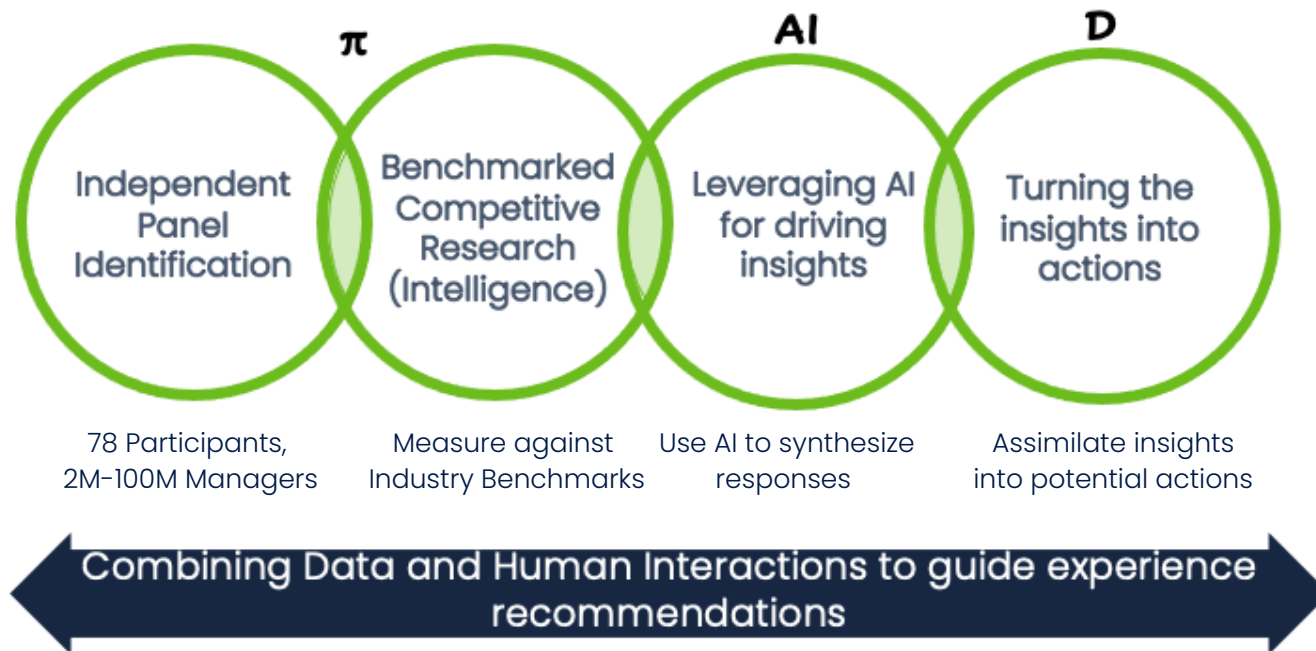 π
AI
D
Independent
Panel
Identification
Benchmarked
Competitive
Research
(Intelligence)
Leveraging AI
for driving
insights
Turning the
insights into
actions
78 Participants,
2M-100M Managers
Measure against
Industry Benchmarks
Use AI to synthesize
responses
Assimilate insights
into potential actions
Combining Data and Human Interactions to guide experience
recommendations